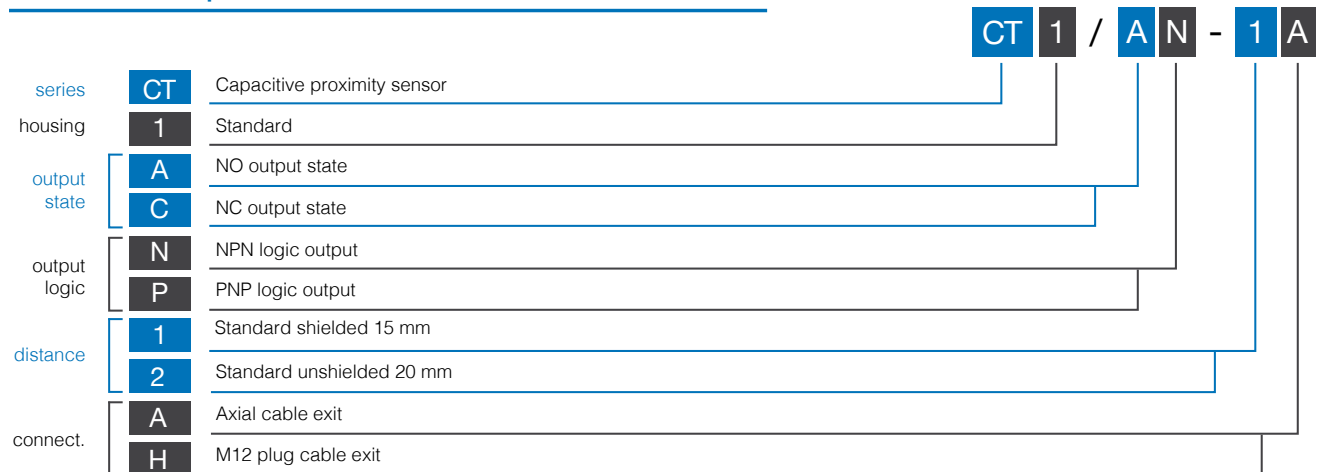 CT 1 / A N - 1 A
series CT Capacitive proximity sensor
housing 1 Standard
output state
A NO output state
C NC output state
output logic
N NPN logic output
P PNP logic output
distance
1 Standard shielded 15 mm
2 Standard unshielded 20 mm
connect.
A Axial cable exit
H M12 plug cable exit